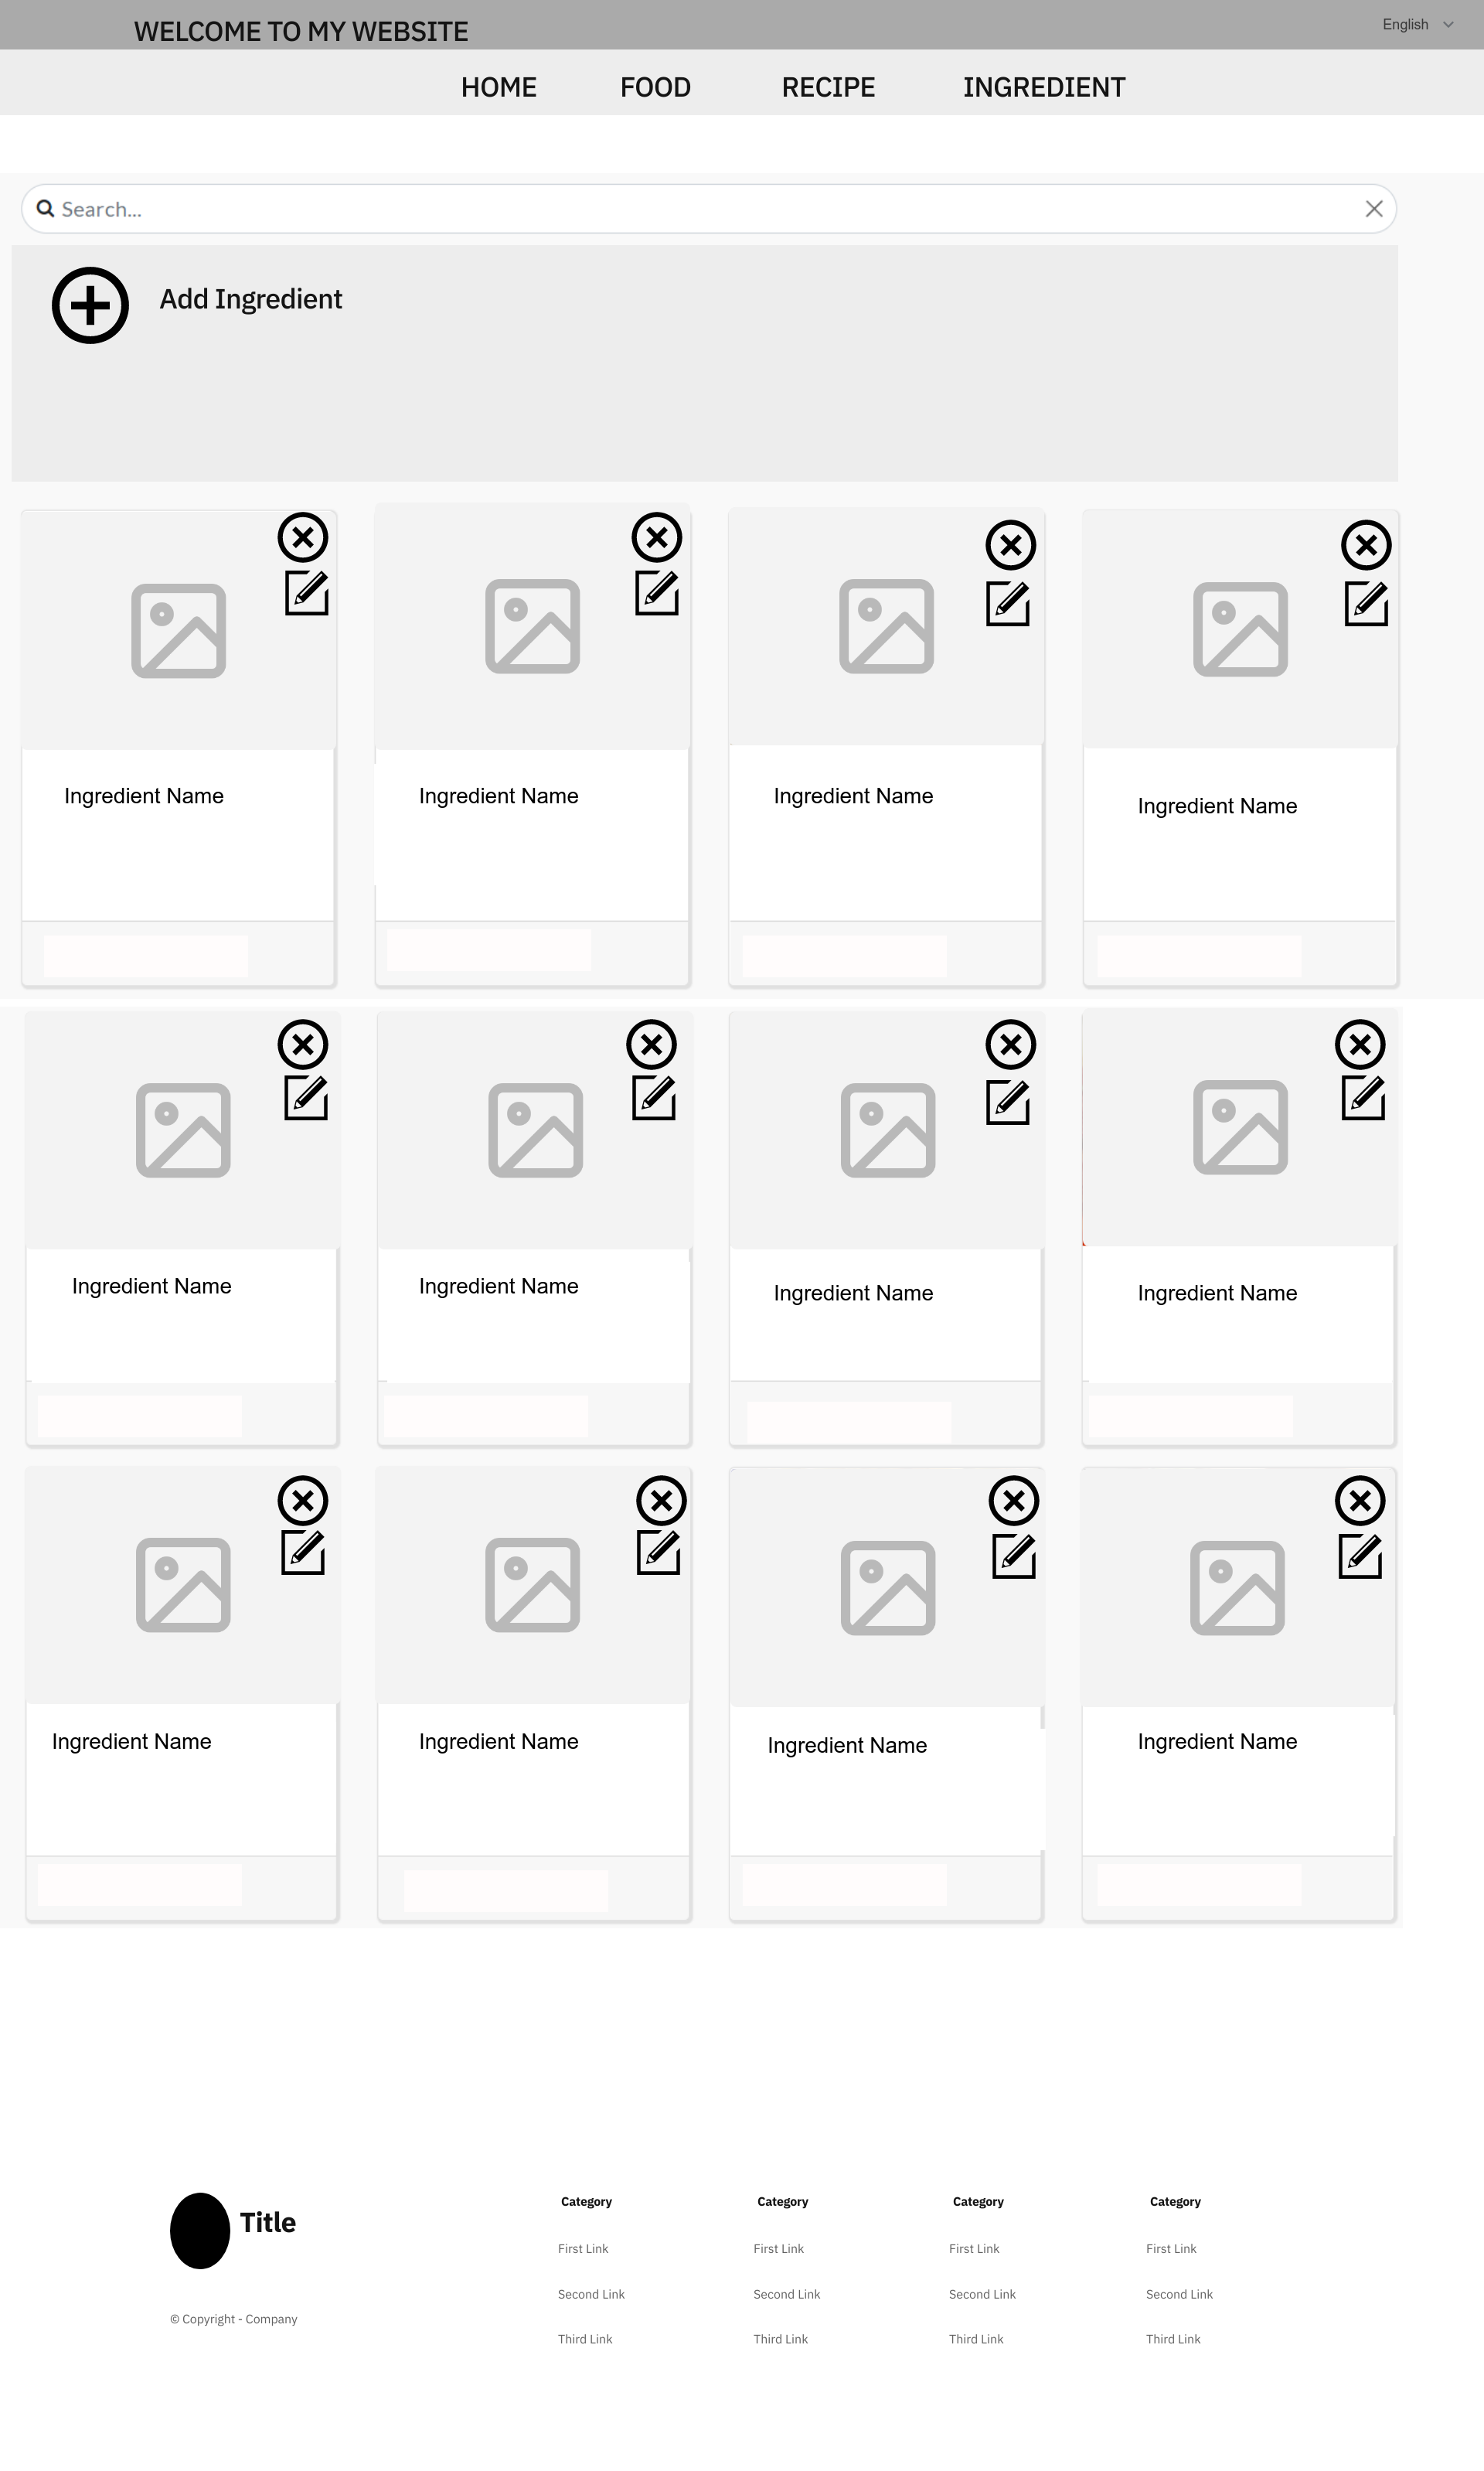 WELCOME TO MY WEBSITE
English
HOME FOOD RECIPE INGREDIENT
Search...
Add Ingredient
Ingredient Name Ingredient Name Ingredient Name Ingredient Name
Ingredient Name Ingredient Name Ingredient Name Ingredient Name
Ingredient Name Ingredient Name Ingredient Name Ingredient Name
Title
© Copyright - Company
Category
First Link
Second Link
Third Link
Category
First Link
Second Link
Third Link
Category
First Link
Second Link
Third Link
Category
First Link
Second Link
Third Link